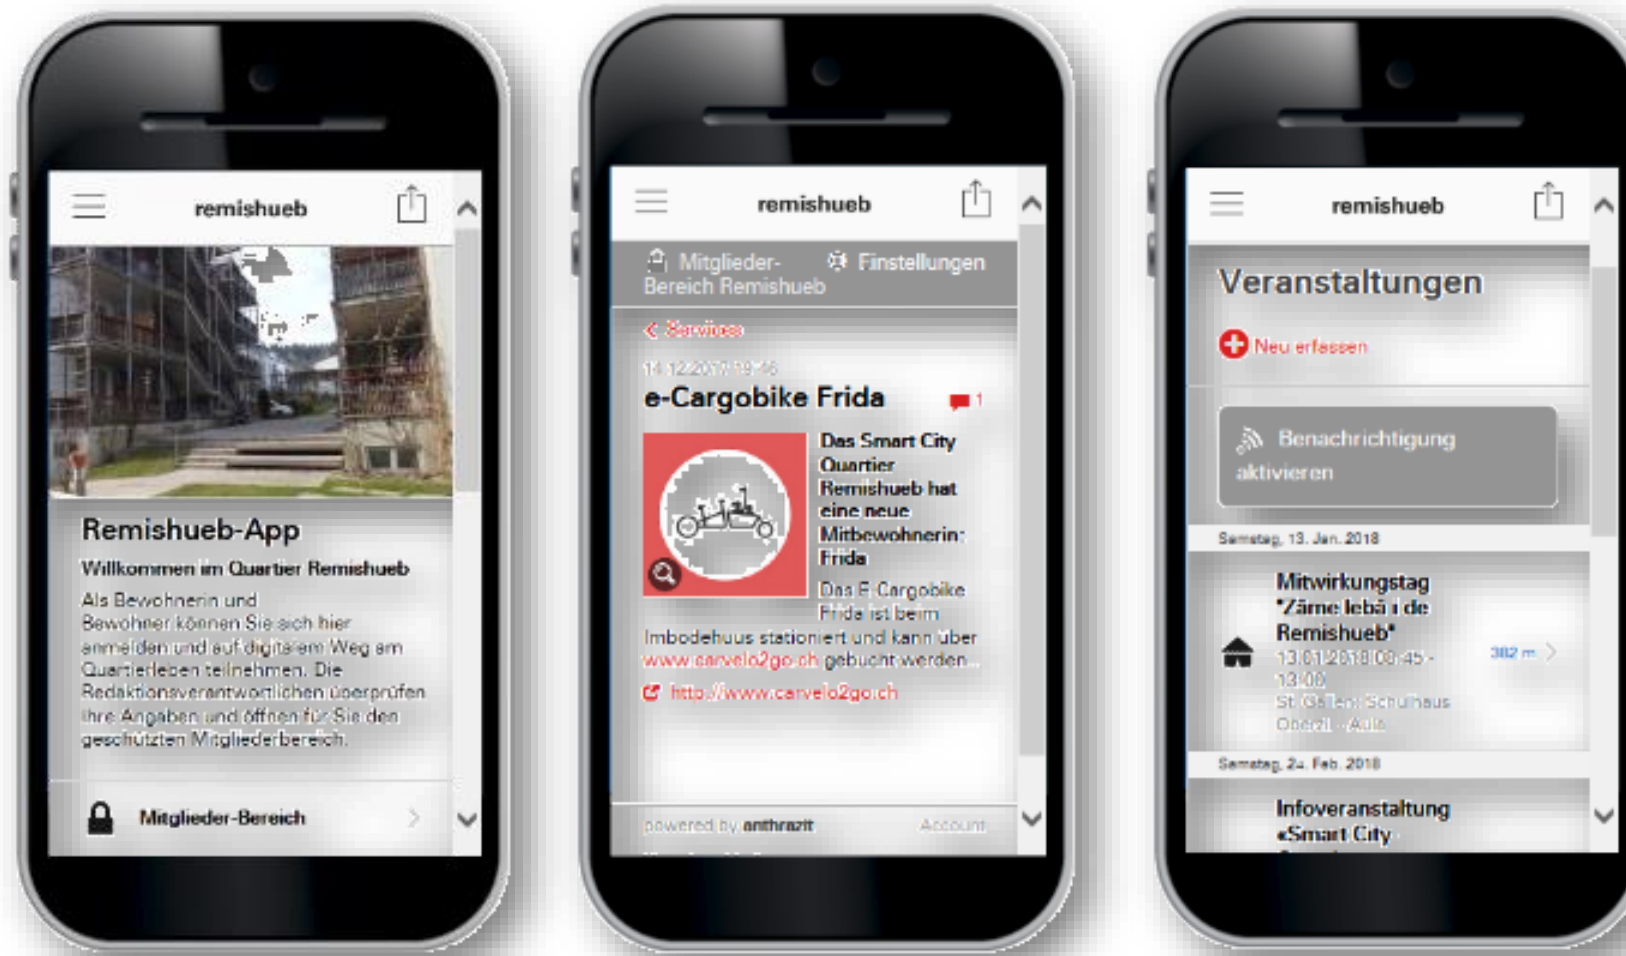 remishueb
Remishueb-App
Willkommen im Quartier Remishueb
Als Bewohnerin und
Bewohner können Sie sich hier
anmelden und auf digitalem Weg am
Quartierleben teilnehmen. Die
Redaktionsverantwortlichen überprüfen
Ihre Angaben und öffnen für Sie den
geschützten Mitgliederbereich.
Mitglieder-Bereich
remishueb
Mitglieder-
Bereich Remishueb
Einstellungen
Services
e-Cargobike Frida
1
Das Smart City
Quartier
Remishueb hat
eine neue
Mitbewohnerin:
Frida
Das E-Cargobike
Frida ist beim
Imbodehuus stationiert und kann über
www.carvelo2go.ch gebucht werden...
http://www.carvelo2go.ch
powered by anthrazit
Account
remishueb
Veranstaltungen
Neu erfassen
Benachrichtigung
aktivieren
Samstag, 13. Jan. 2018
Mitwirkungstag
"Zäme lebä i de
Remishueb"
13.01.2018 08:45 -
13:00
382 m
St. Gallen: Schulhaus
Aula
Samstag, 24. Feb. 2018
Infoveranstaltung
«Smart City